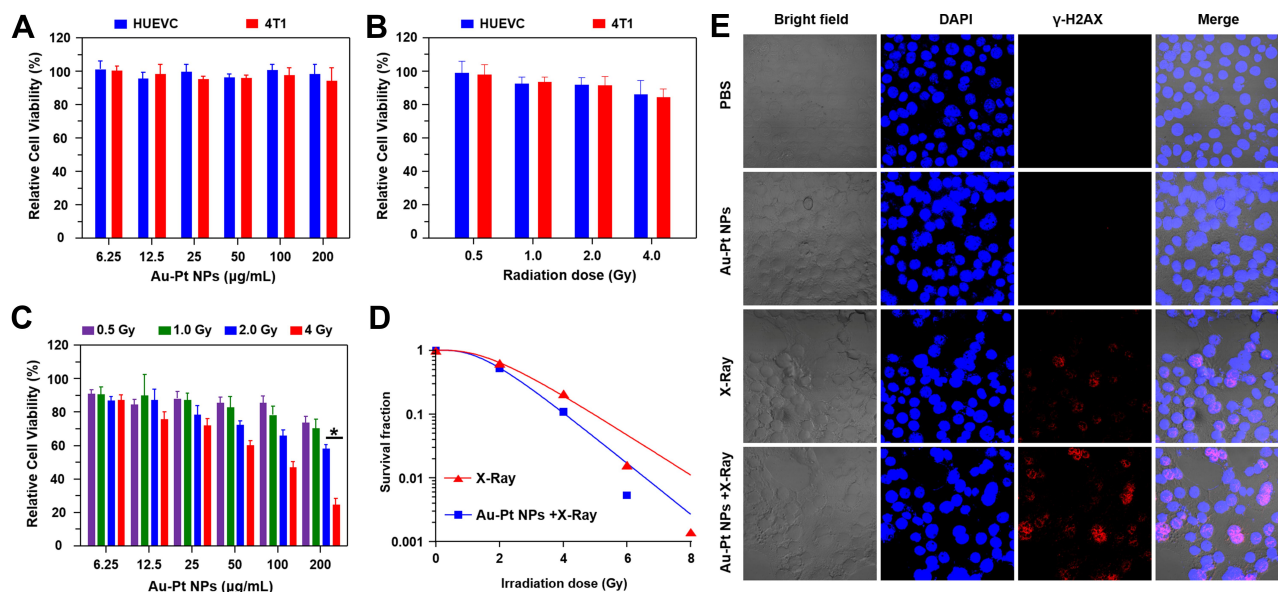 A
HUEVC 4T1
Relative Cell Viability (%)
120
100
80
60
40
20
0
6.25 12.5 25 50 100 200
Au-Pt NPs (µg/mL)
B
HUEVC 4T1
Relative Cell Viability (%)
120
100
80
60
40
20
0
0.5 1.0 2.0 4.0
Radiation dose (Gy)
C
0.5 Gy 1.0 Gy 2.0 Gy 4 Gy
Relative Cell Viability (%)
120
100
80
60
40
20
0
*
6.25 12.5 25 50 100 200
Au-Pt NPs (µg/mL)
D
Survival fraction
1
0.1
0.01
0.001
X-Ray
Au-Pt NPs +X-Ray
0 2 4 6 8
Irradiation dose (Gy)
E
Bright field DAPI γ-H2AX Merge
PBS
Au-Pt NPs
X-Ray
Au-Pt NPs +X-Ray